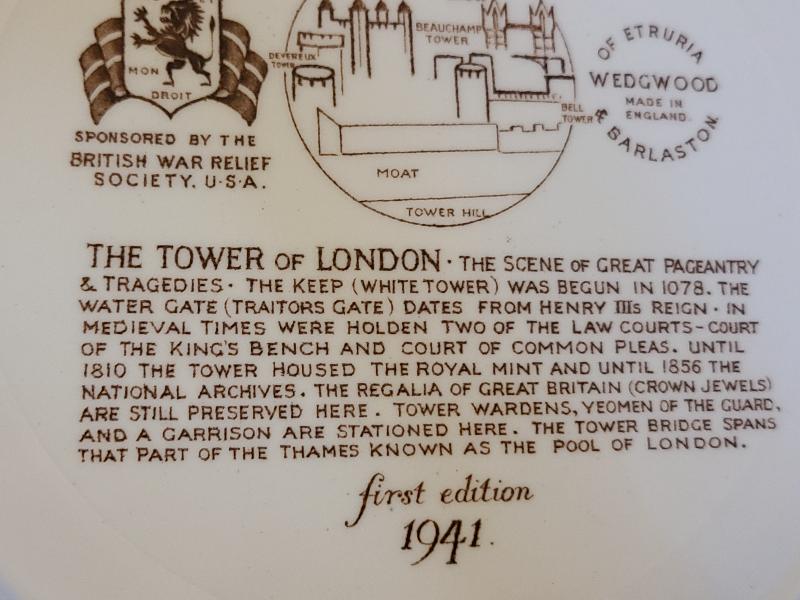 MON
DROIT
SPONSORED BY THE
BRITISH WAR RELIEF
SOCIETY. U·S·A.
BEAUCHAMP
TOWER
DEVEREUX
TOWER
BELL
TOWER
MOAT
TOWER HILL
OF ETRURIA
WEDGWOOD
MADE IN
ENGLAND
& BARLASTON
THE TOWER OF LONDON · THE SCENE OF GREAT PAGEANTRY
& TRAGEDIES · THE KEEP (WHITE TOWER) WAS BEGUN IN 1078. THE
WATER GATE (TRAITORS GATE) DATES FROM HENRY IIIs REIGN · IN
MEDIEVAL TIMES WERE HOLDEN TWO OF THE LAW COURTS-COURT
OF THE KING'S BENCH AND COURT OF COMMON PLEAS. UNTIL
1810 THE TOWER HOUSED THE ROYAL MINT AND UNTIL 1856 THE
NATIONAL ARCHIVES. THE REGALIA OF GREAT BRITAIN (CROWN JEWELS)
ARE STILL PRESERVED HERE. TOWER WARDENS, YEOMEN OF THE GUARD,
AND A GARRISON ARE STATIONED HERE. THE TOWER BRIDGE SPANS
THAT PART OF THE THAMES KNOWN AS THE POOL OF LONDON.
first edition
1941.